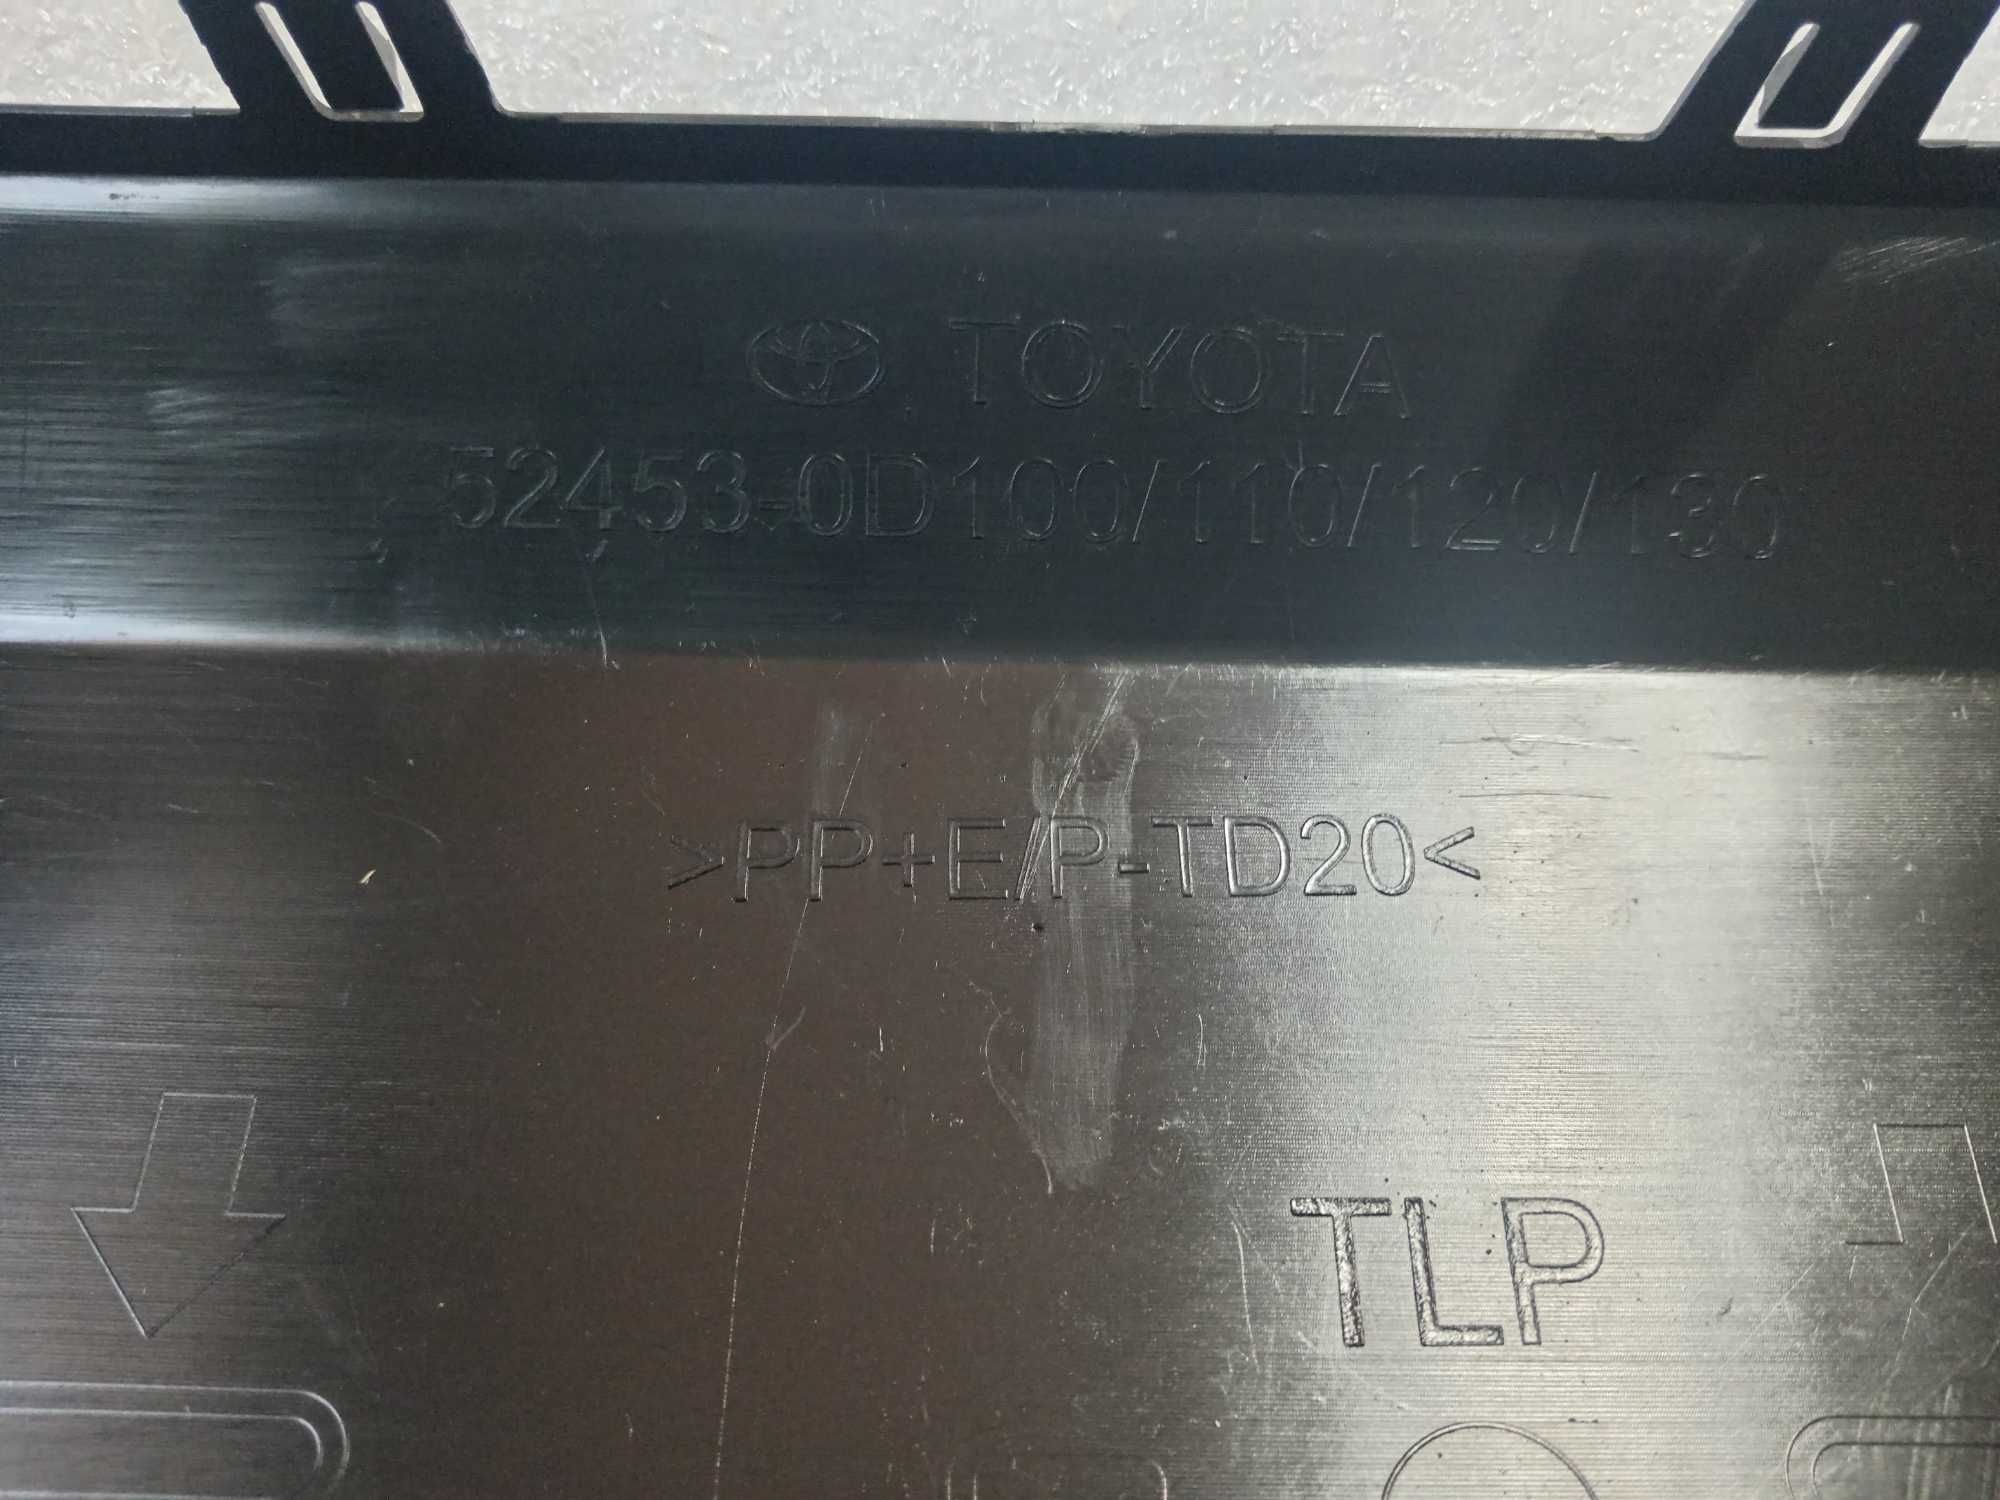 TOYOTA
52453-0D100/110/120/130
>PP+E/P-TD20<
TLP